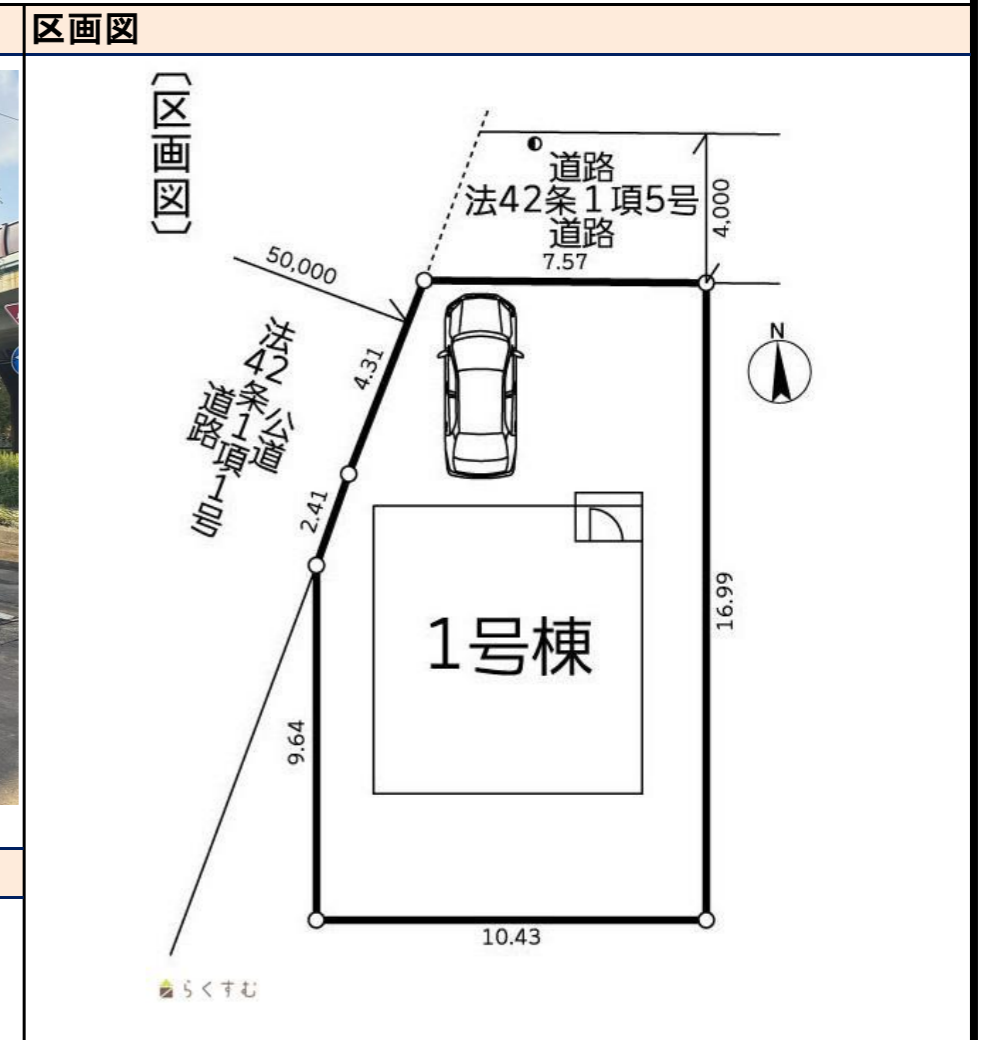 区画図
〔区画図〕
道路
法42条1項5号
道路
7.57
4,000
50,000
4.31
法42条1項1号
公道
道路
2.41
N
1号棟
16.99
9.64
10.43
らくすむ